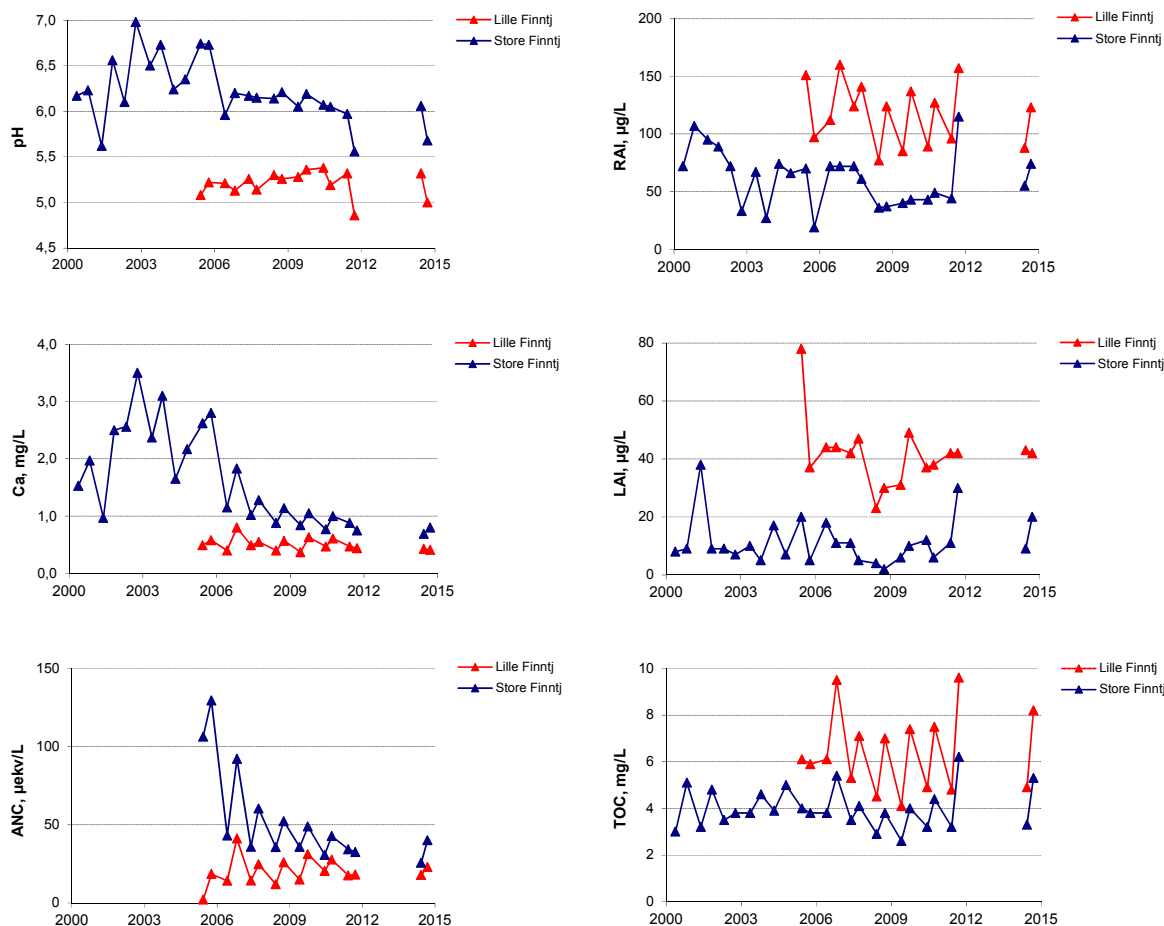 7,0
6,5
6,0
5,5
5,0
4,5
pH
2000 2003 2006 2009 2012 2015
Lille Finntj
Store Finntj
200
150
100
50
0
RAl, µg/L
2000 2003 2006 2009 2012 2015
Lille Finntj
Store Finntj
4,0
3,0
2,0
1,0
0,0
Ca, mg/L
2000 2003 2006 2009 2012 2015
Lille Finntj
Store Finntj
80
60
40
20
0
LAl, µg/L
2000 2003 2006 2009 2012 2015
Lille Finntj
Store Finntj
150
100
50
0
ANC, µekv/L
2000 2003 2006 2009 2012 2015
Lille Finntj
Store Finntj
10
8
6
4
2
0
TOC, mg/L
2000 2003 2006 2009 2012 2015
Lille Finntj
Store Finntj